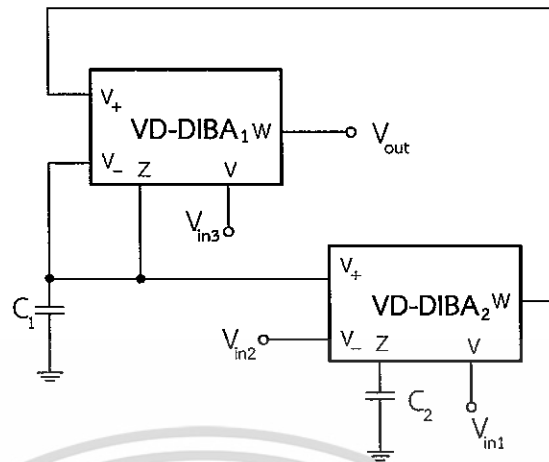 V+
VD-DIBA1 W
Vout
V-
Z
V
Vin3
C1
V+
VD-DIBA2 W
Vin2
V-
Z
V
C2
Vin1